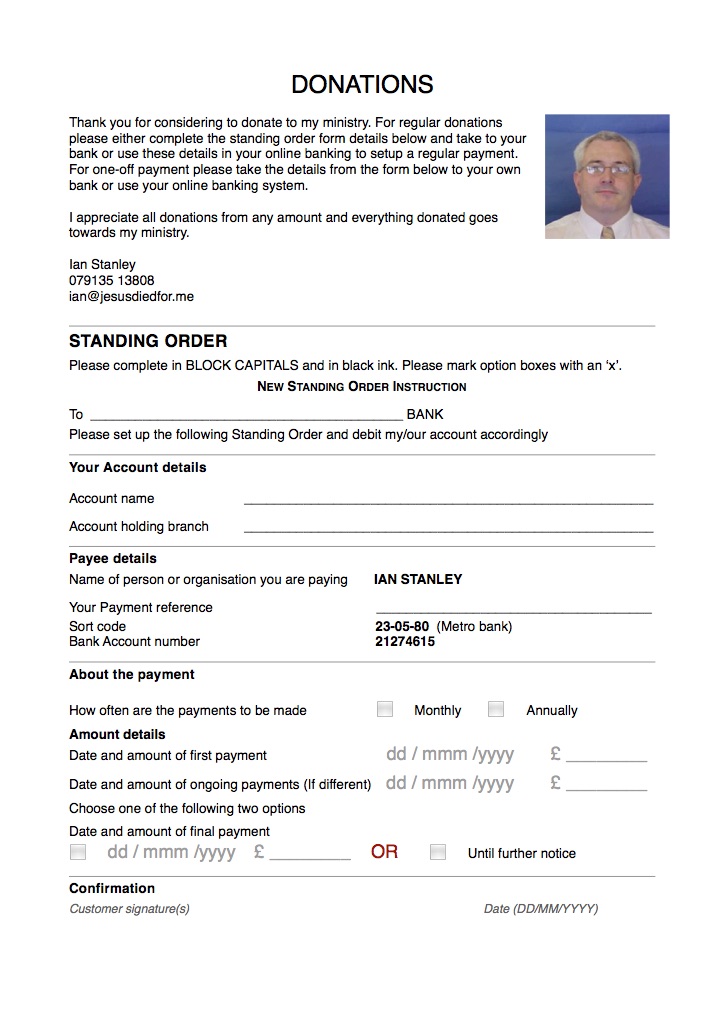 DONATIONS
Thank you for considering to donate to my ministry. For regular donations
please either complete the standing order form details below and take to your
bank or use these details in your online banking to setup a regular payment.
For one-off payment please take the details from the form below to your own
bank or use your online banking system.
I appreciate all donations from any amount and everything donated goes
towards my ministry.
Ian Stanley
079135 13808
ian@jesusdiedfor.me
STANDING ORDER
Please complete in BLOCK CAPITALS and in black ink. Please mark option boxes with an ‘x’.
NEW STANDING ORDER INSTRUCTION
To ____________________ BANK
Please set up the following Standing Order and debit my/our account accordingly
Your Account details
Account name ____________________
Account holding branch ____________________
Payee details
Name of person or organisation you are paying IAN STANLEY
Your Payment reference ____________________
Sort code 23-05-80 (Metro bank)
Bank Account number 21274615
About the payment
How often are the payments to be made Monthly Annually
Amount details
Date and amount of first payment dd / mmm /yyyy £ ________
Date and amount of ongoing payments (If different) dd / mmm /yyyy £ ________
Choose one of the following two options
Date and amount of final payment
dd / mmm /yyyy £ ________ OR Until further notice
Confirmation
Customer signature(s) Date (DD/MM/YYYY)